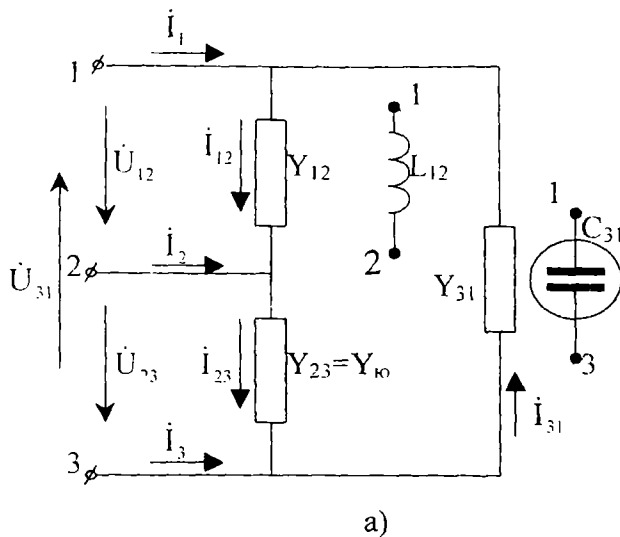 İ₁
1
1
İ₁₂
Y₁₂
L₁₂
U̇₁₂
1
C₃₁
İ₂
2
2
Y₃₁
U̇₃₁
U̇₂₃
İ₂₃
Y₂₃=Yю
3
İ₃₁
İ₃
3
а)